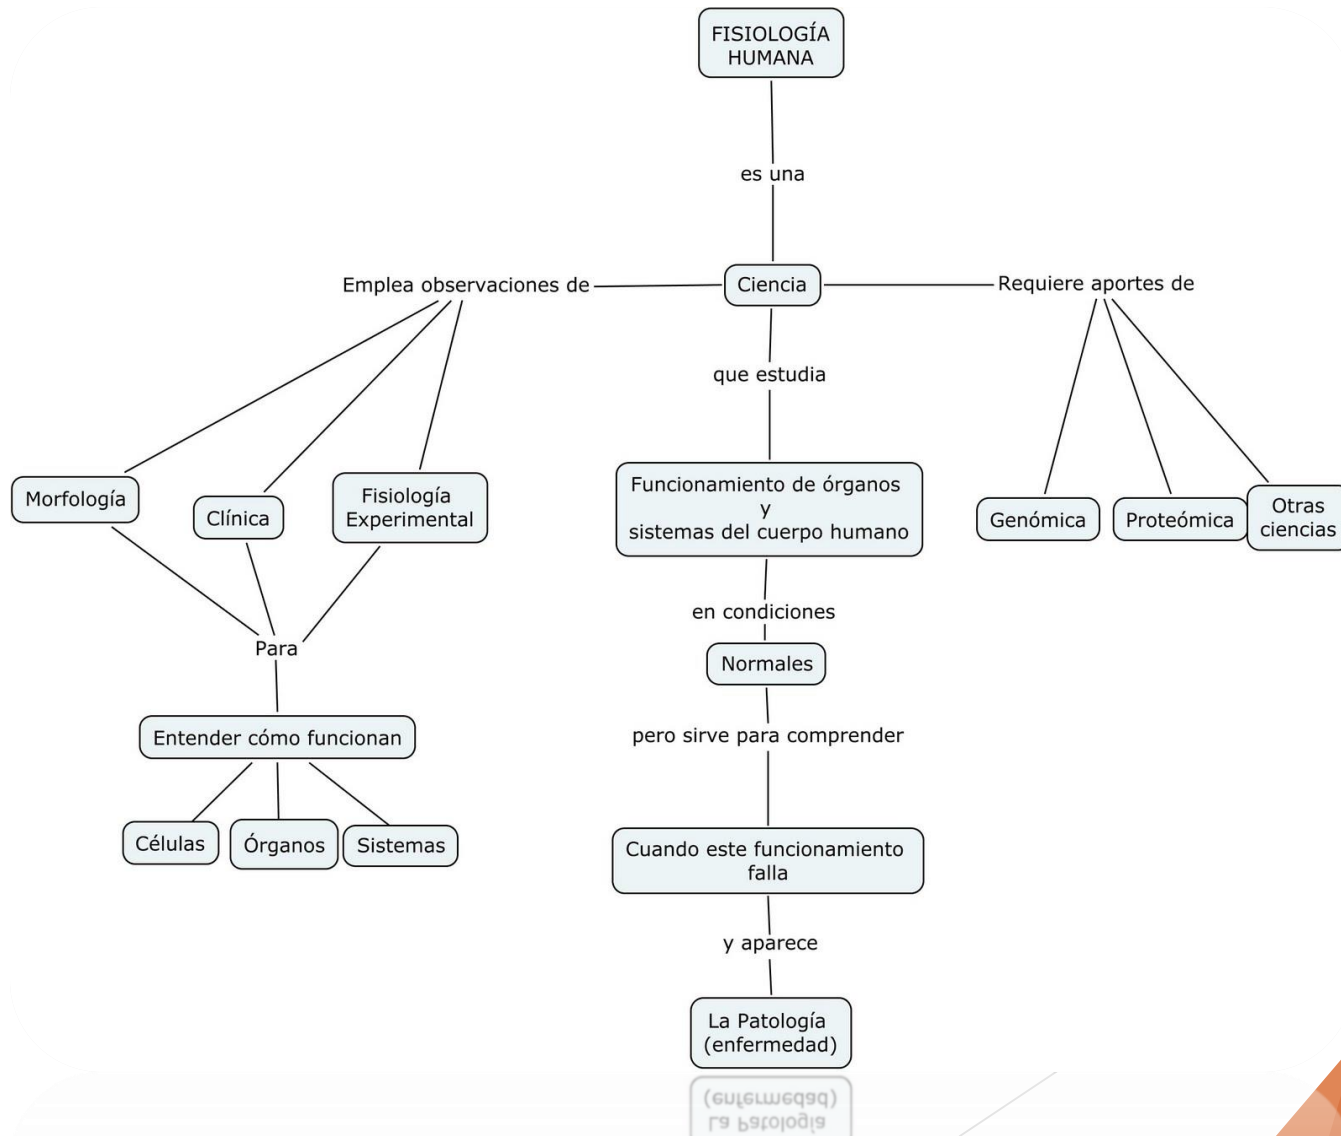 FISIOLOGÍA
HUMANA
es una
Emplea observaciones de
Ciencia
Requiere aportes de
que estudia
Morfología
Clínica
Fisiología
Experimental
Funcionamiento de órganos
y
sistemas del cuerpo humano
Genómica
Proteómica
Otras
ciencias
en condiciones
Para
Normales
Entender cómo funcionan
pero sirve para comprender
Células
Órganos
Sistemas
Cuando este funcionamiento
falla
y aparece
La Patología
(enfermedad)